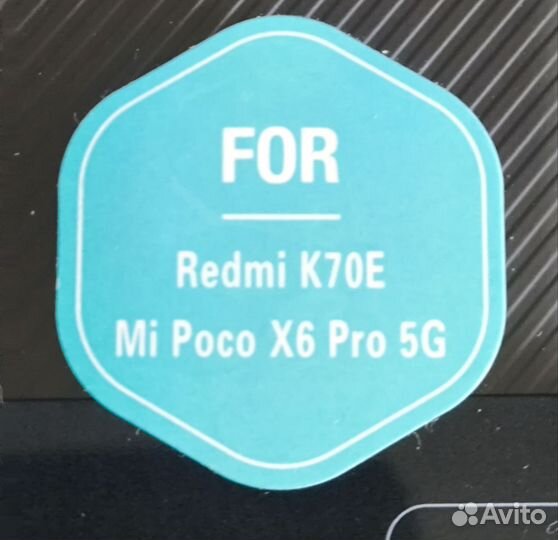 FOR
Redmi K70E
Mi Poco X6 Pro 5G
Avito